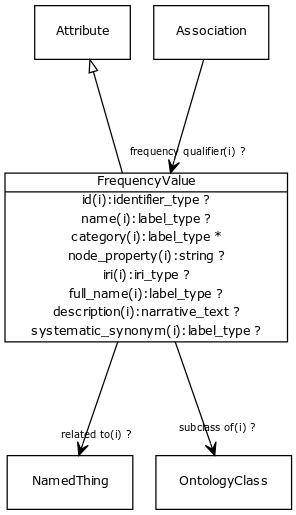 Attribute
Association
frequency qualifier(i) ?
FrequencyValue
id(i):identifier_type ?
name(i):label_type ?
category(i):label_type *
node_property(i):string ?
iri(i):iri_type ?
full_name(i):label_type ?
description(i):narrative_text ?
systematic_synonym(i):label_type ?
related to(i) ?
subclass of(i) ?
NamedThing
OntologyClass